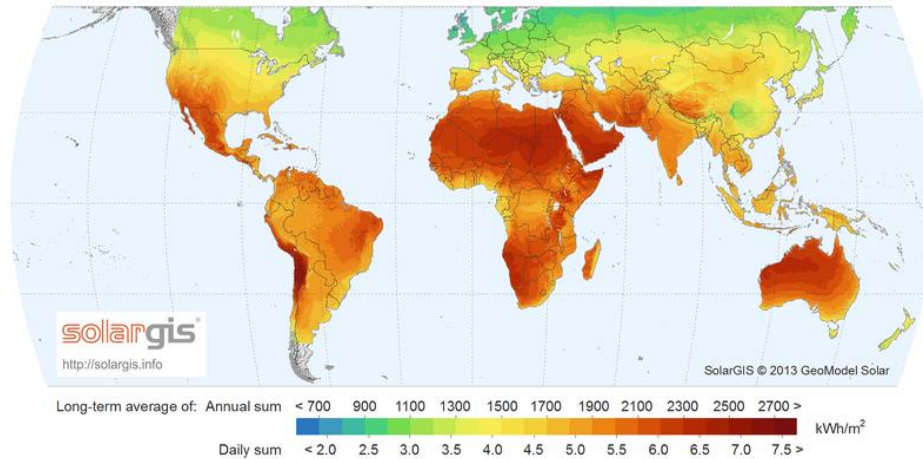 solargis
http://solargis.info
SolarGIS © 2013 GeoModel Solar
Long-term average of: Annual sum < 700 900 1100 1300 1500 1700 1900 2100 2300 2500 2700 > kWh/m²
Daily sum < 2.0 2.5 3.0 3.5 4.0 4.5 5.0 5.5 6.0 6.5 7.0 7.5 >